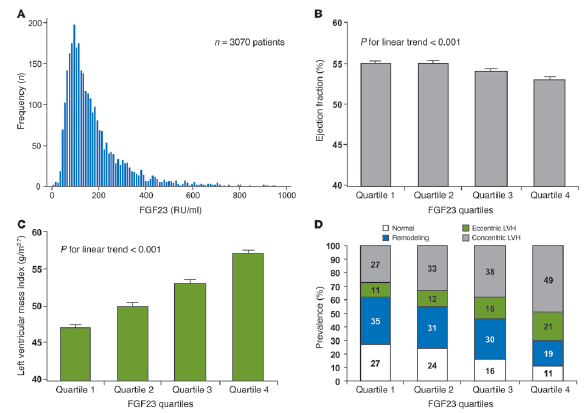 A
200
150
100
50
0
Frequency (n)
n = 3070 patients
0 200 400 600 800 1000
FGF23 (RU/ml)
B
60
55
50
45
40
Ejection fraction (%)
P for linear trend < 0.001
Quartile 1 Quartile 2 Quartile 3 Quartile 4
FGF23 quartiles
C
60
55
50
45
40
Left ventricular mass index (g/m2.7)
P for linear trend < 0.001
Quartile 1 Quartile 2 Quartile 3 Quartile 4
FGF23 quartiles
D
Normal Eccentric LVH
Remodeling Concentric LVH
100
90
80
70
60
50
40
30
20
10
0
Prevalence (%)
27 33 38 49
11 12 16 21
35 31 30 19
27 24 16 11
Quartile 1 Quartile 2 Quartile 3 Quartile 4
FGF23 quartiles